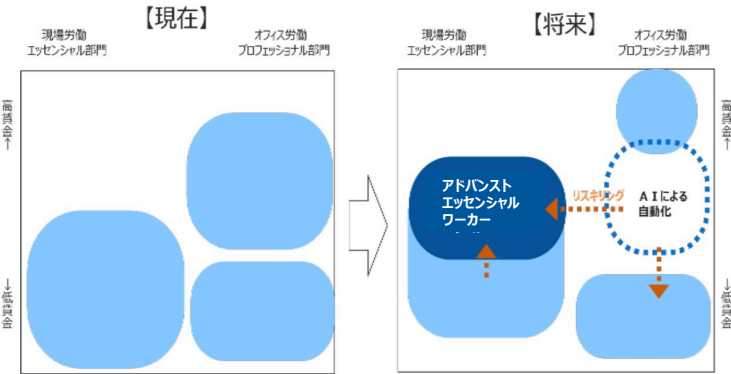 【現在】
現場労働
エッセンシャル部門
オフィス労働
プロフェッショナル部門
高賃金↑
↓低賃金
【将来】
現場労働
エッセンシャル部門
オフィス労働
プロフェッショナル部門
アドバンスト
エッセンシャル
ワーカー
リスキリング
ＡＩによる
自動化
高賃金↑
↓低賃金